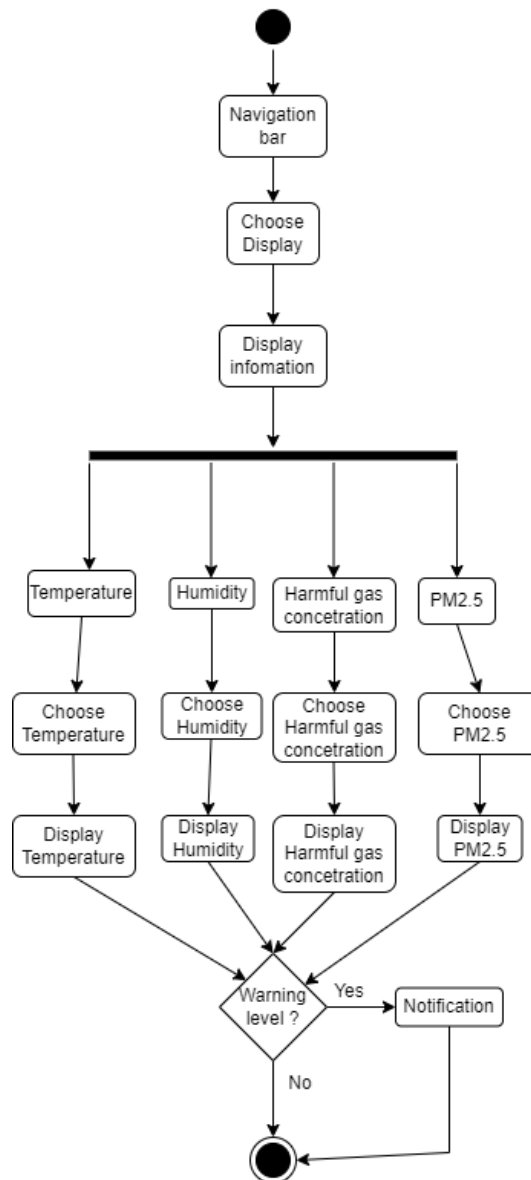 Navigation
bar
Choose
Display
Display
infomation
Temperature
Humidity
Harmful gas
concetration
PM2.5
Choose
Temperature
Choose
Humidity
Choose
Harmful gas
concetration
Choose
PM2.5
Display
Temperature
Display
Humidity
Display
Harmful gas
concetration
Display
PM2.5
Warning
level ?
Yes
Notification
No